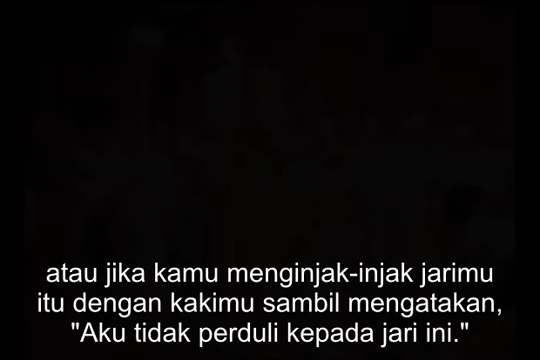 atau jika kamu menginjak-injak jarimu
itu dengan kakimu sambil mengatakan,
"Aku tidak perduli kepada jari ini."